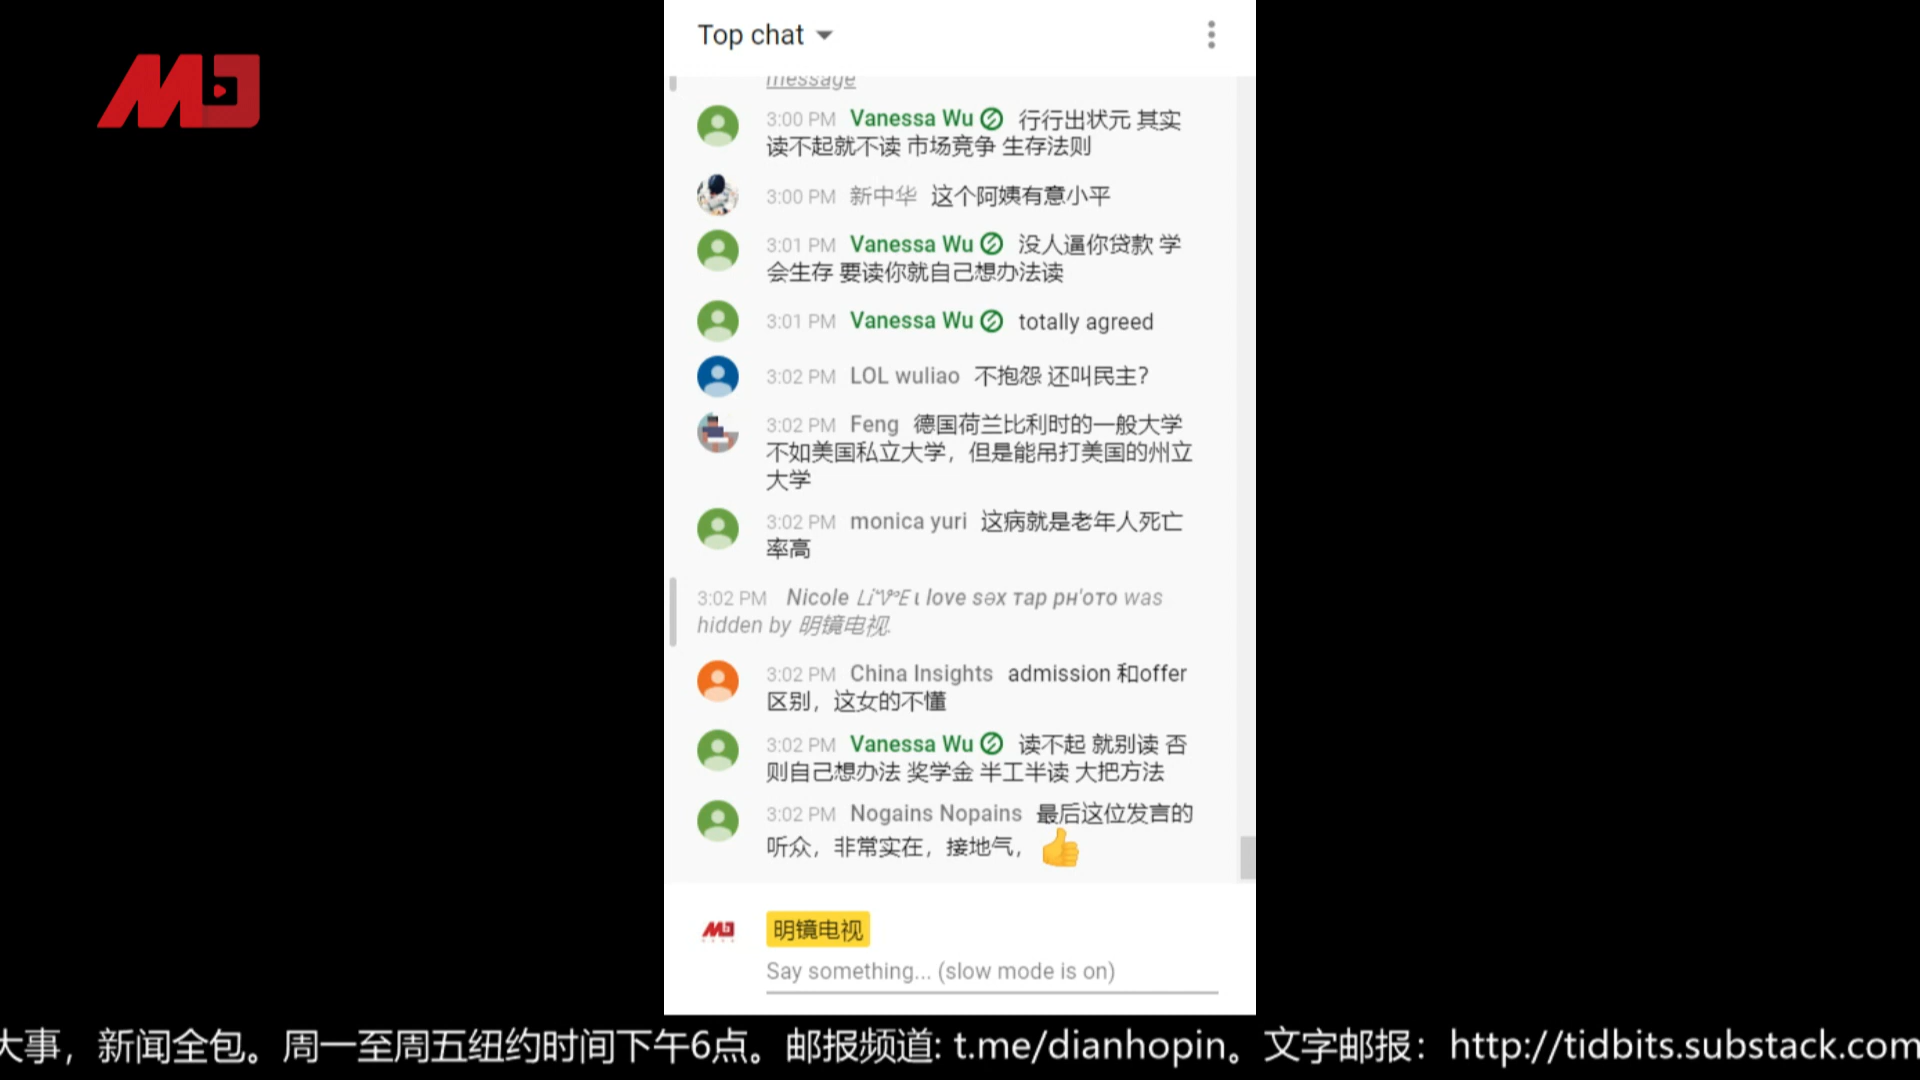 MJ
Top chat
message
3:00 PM Vanessa Wu 行行出状元 其实
读不起就不读 市场竞争 生存法则
3:00 PM 新中华 这个阿姨有意小平
3:01 PM Vanessa Wu 没人逼你贷款 学
会生存 要读你就自己想办法读
3:01 PM Vanessa Wu totally agreed
3:02 PM LOL wuliao 不抱怨 还叫民主?
3:02 PM Feng 德国荷兰比利时的一般大学
不如美国私立大学，但是能吊打美国的州立
大学
3:02 PM monica yuri 这病就是老年人死亡
率高
3:02 PM Nicole LiV°E ɩ love səx тap pн'oтo was
hidden by 明镜电视.
3:02 PM China Insights admission 和offer
区别，这女的不懂
3:02 PM Vanessa Wu 读不起 就别读 否
则自己想办法 奖学金 半工半读 大把方法
3:02 PM Nogains Nopains 最后这位发言的
听众，非常实在，接地气，👍
MJ
明镜电视
Say something... (slow mode is on)
大事，新闻全包。周一至周五纽约时间下午6点。邮报频道: t.me/dianhopin。文字邮报：http://tidbits.substack.com